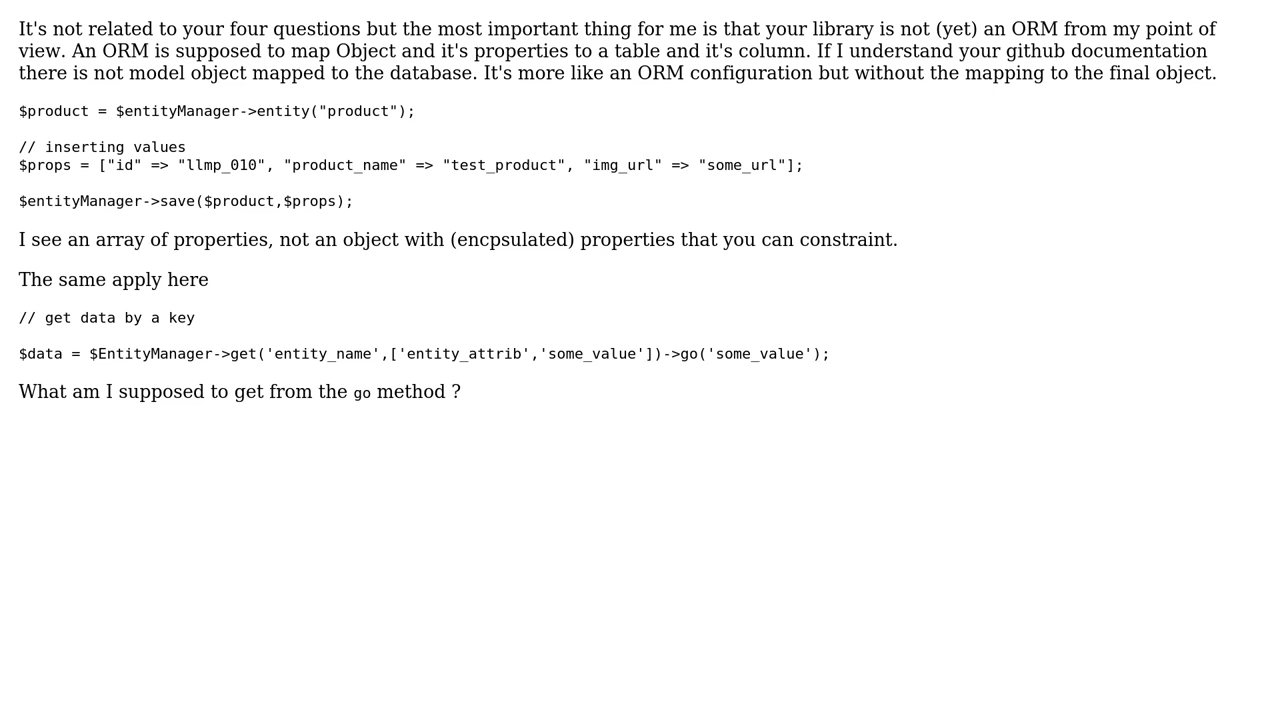 It's not related to your four questions but the most important thing for me is that your library is not (yet) an ORM from my point of
view. An ORM is supposed to map Object and it's properties to a table and it's column. If I understand your github documentation
there is not model object mapped to the database. It's more like an ORM configuration but without the mapping to the final object.
$product = $entityManager->entity("product");
// inserting values
$props = ["id" => "llmp_010", "product_name" => "test_product", "img_url" => "some_url"];
$entityManager->save($product,$props);
I see an array of properties, not an object with (encpsulated) properties that you can constraint.
The same apply here
// get data by a key
$data = $EntityManager->get('entity_name',['entity_attrib','some_value'])->go('some_value');
What am I supposed to get from the go method ?